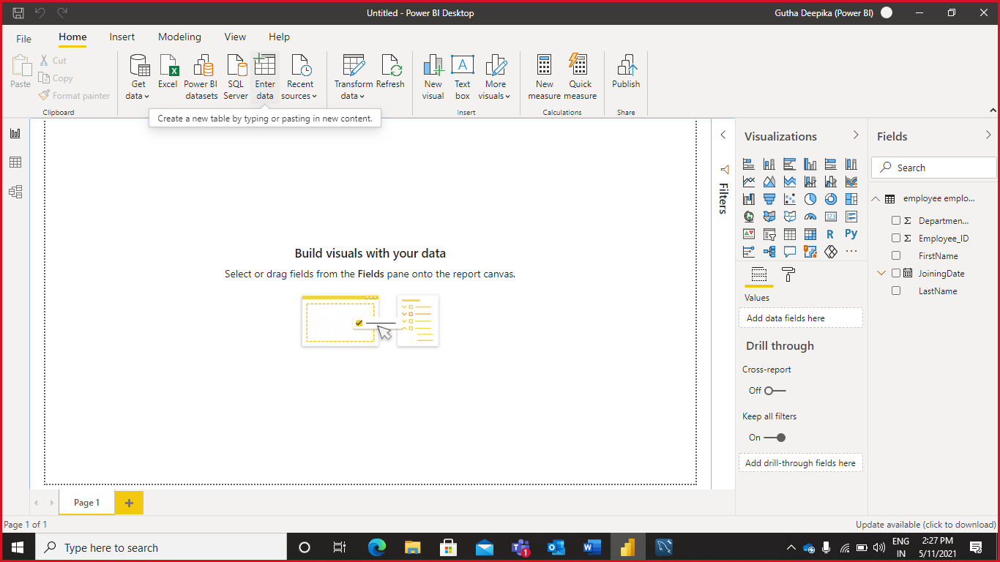 Untitled - Power BI Desktop
Gutha Deepika (Power BI)
File
Home
Insert
Modeling
View
Help
Paste
Cut
Copy
Format painter
Clipboard
Get
data
Excel
Power BI
datasets
SQL
Server
Enter
data
Recent
sources
Transform
data
Refresh
New
visual
Text
box
More
visuals
Insert
New
measure
Quick
measure
Calculations
Publish
Share
Create a new table by typing or pasting in new content.
Build visuals with your data
Select or drag fields from the Fields pane onto the report canvas.
Filters
Visualizations
123
R
Py
Values
Add data fields here
Drill through
Cross-report
Off
Keep all filters
On
Add drill-through fields here
Fields
Search
employee emplo...
Σ Departmen...
Σ Employee_ID
FirstName
JoiningDate
LastName
Page 1
Page 1 of 1
Update available (click to download)
Type here to search
1
ENG
IN
2:27 PM
5/11/2021